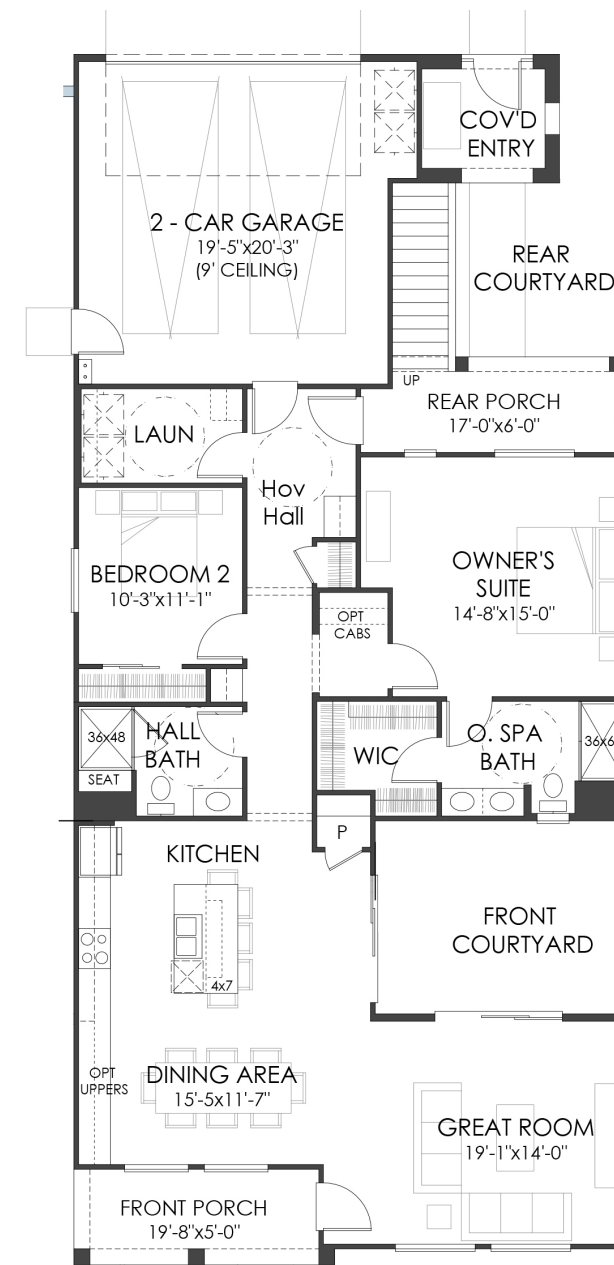 COV'D
ENTRY
2 - CAR GARAGE
19'-5"x20'-3"
(9' CEILING)
REAR
COURTYARD
UP
REAR PORCH
17'-0"x6'-0"
LAUN
Hov
Hall
BEDROOM 2
10'-3"x11'-1"
OWNER'S
SUITE
14'-8"x15'-0"
OPT
CABS
36x48
SEAT
HALL
BATH
WIC
O. SPA
BATH
36x6
P
KITCHEN
4x7
FRONT
COURTYARD
OPT
UPPERS
DINING AREA
15'-5x11'-7"
GREAT ROOM
19'-1"x14'-0"
FRONT PORCH
19'-8"x5'-0"